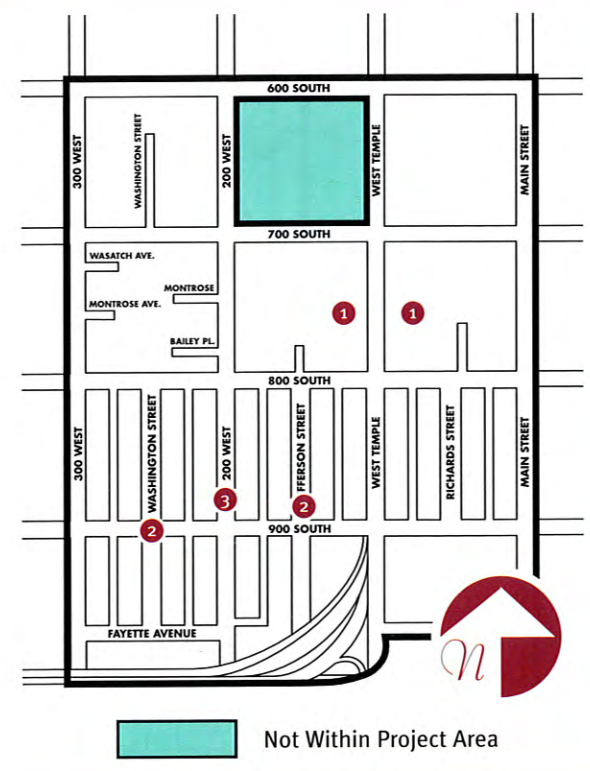 600 SOUTH
300 WEST
WASHINGTON STREET
200 WEST
WEST TEMPLE
MAIN STREET
700 SOUTH
WASATCH AVE.
MONTROSE
MONTROSE AVE.
1
1
BAILEY PL.
800 SOUTH
300 WEST
WASHINGTON STREET
200 WEST
FFERSON STREET
WEST TEMPLE
RICHARDS STREET
MAIN STREET
3
2
2
900 SOUTH
FAYETTE AVENUE
N
Not Within Project Area